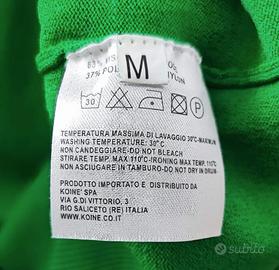 M
37%
30
P
TEMPERATURA MASSIMA DI LAVAGGIO 30°C-MAXIMUM
WASHING TEMPERATURE: 30°C
NON CANDEGGIARE-DO NOT BLEACH
STIRARE TEMP. MAX 110°C-IRONING MAX TEMP. 110°C
NON ASCIUGARE IN TAMBURO-DO NOT DRY IN DRUM
PRODOTTO IMPORTATO E DISTRIBUITO DA
KOINE' SPA
VIA G.DI VITTORIO, 3
RIO SALICETO (RE) ITALIA
WWW.KOINE.CO.IT
subito